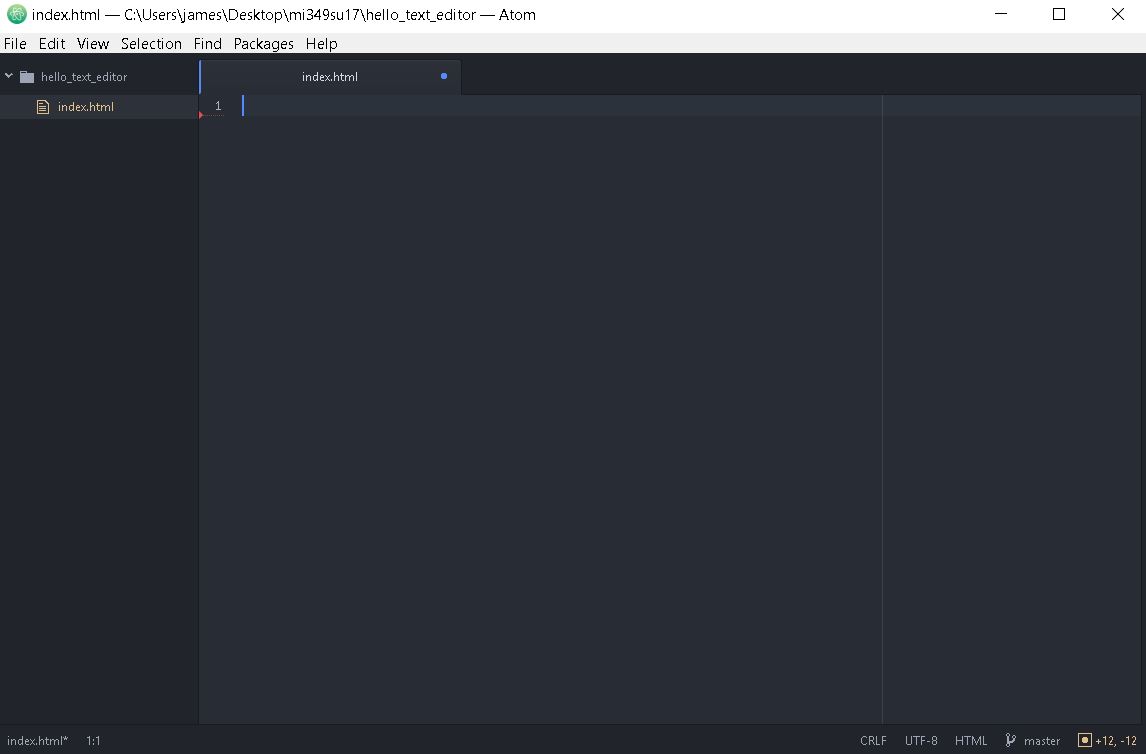 index.html — C:\Users\james\Desktop\mi349su17\hello_text_editor — Atom
File Edit View Selection Find Packages Help
hello_text_editor
index.html
index.html
1
index.html* 1:1 CRLF UTF-8 HTML master +12, -12